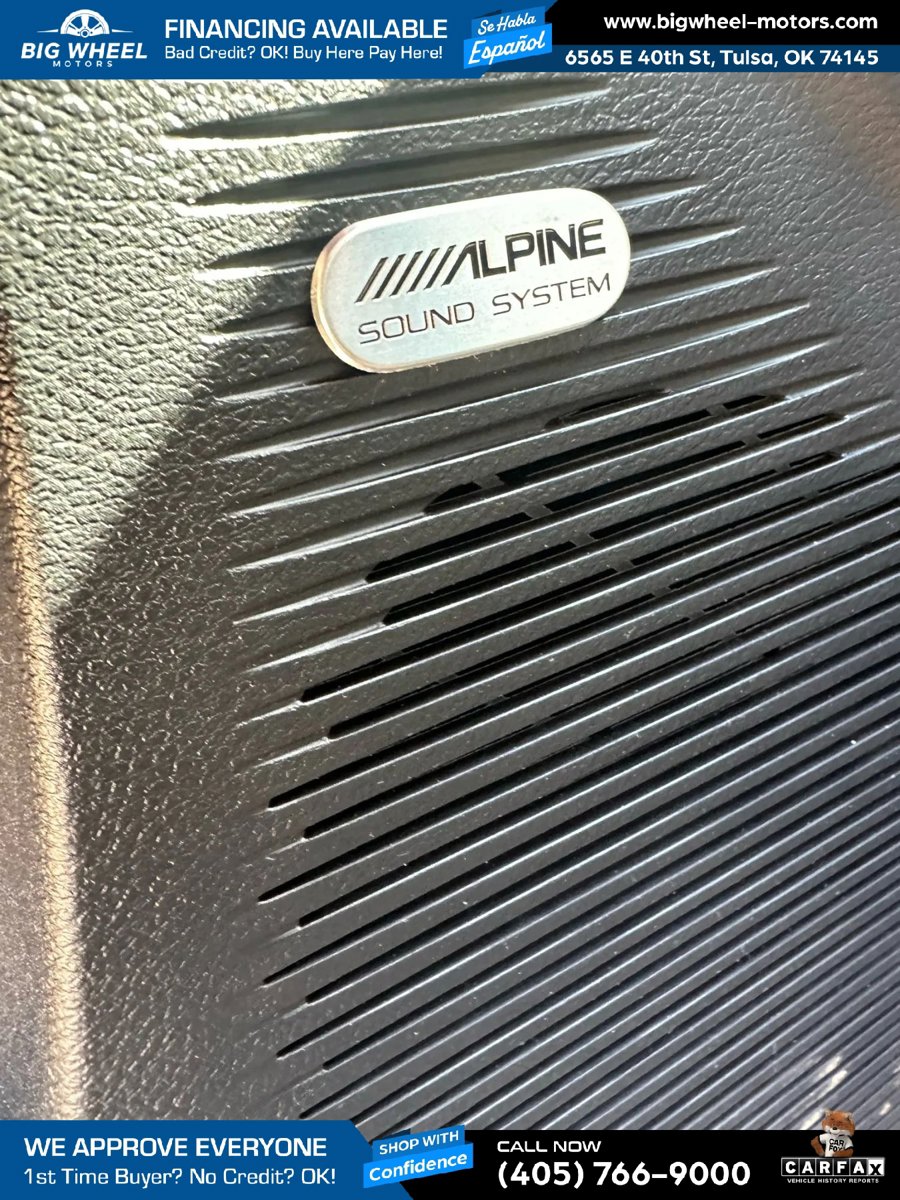 BIG WHEEL
MOTORS
FINANCING AVAILABLE
Bad Credit? OK! Buy Here Pay Here!
Se Habla
Español
www.bigwheel-motors.com
6565 E 40th St, Tulsa, OK 74145
ALPINE
SOUND SYSTEM
WE APPROVE EVERYONE
1st Time Buyer? No Credit? OK!
SHOP WITH
Confidence
CALL NOW
(405) 766-9000
CAR
FOX
CARFAX
VEHICLE HISTORY REPORTS